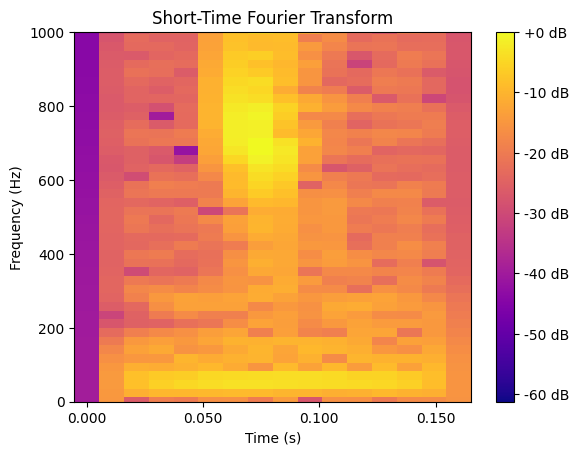 Short-Time Fourier Transform
Frequency (Hz)
1000
800
600
400
200
0
0.000
0.050
0.100
0.150
Time (s)
+0 dB
-10 dB
-20 dB
-30 dB
-40 dB
-50 dB
-60 dB